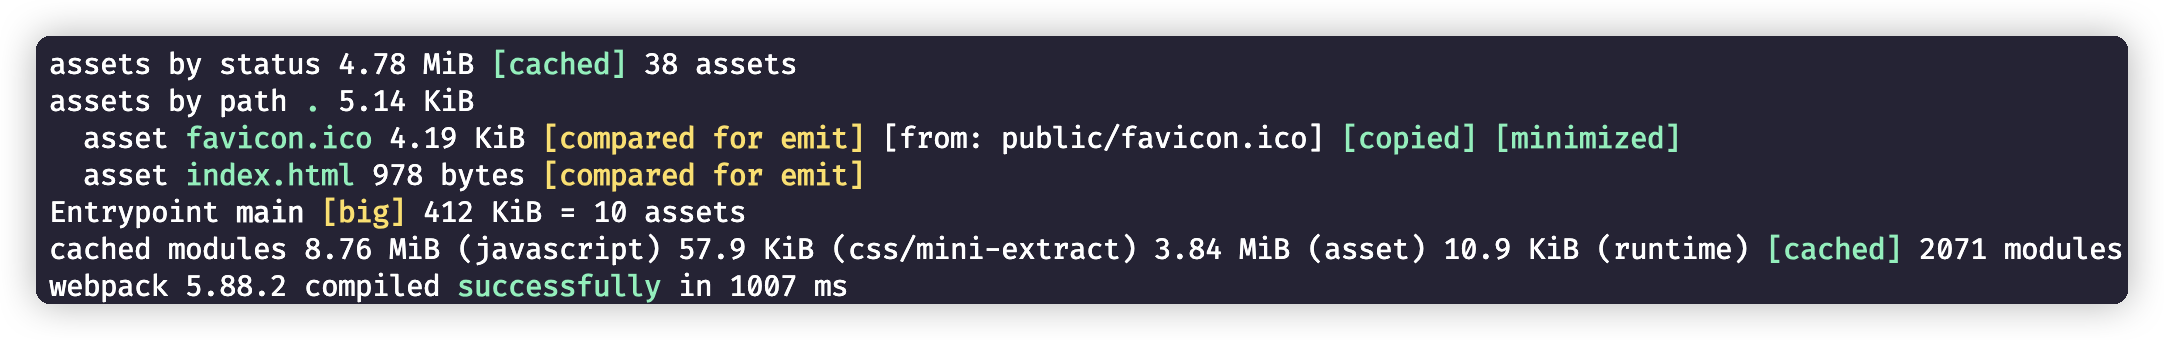 assets by status 4.78 MiB [cached] 38 assets
assets by path . 5.14 KiB
  asset favicon.ico 4.19 KiB [compared for emit] [from: public/favicon.ico] [copied] [minimized]
  asset index.html 978 bytes [compared for emit]
Entrypoint main [big] 412 KiB = 10 assets
cached modules 8.76 MiB (javascript) 57.9 KiB (css/mini-extract) 3.84 MiB (asset) 10.9 KiB (runtime) [cached] 2071 modules
webpack 5.88.2 compiled successfully in 1007 ms